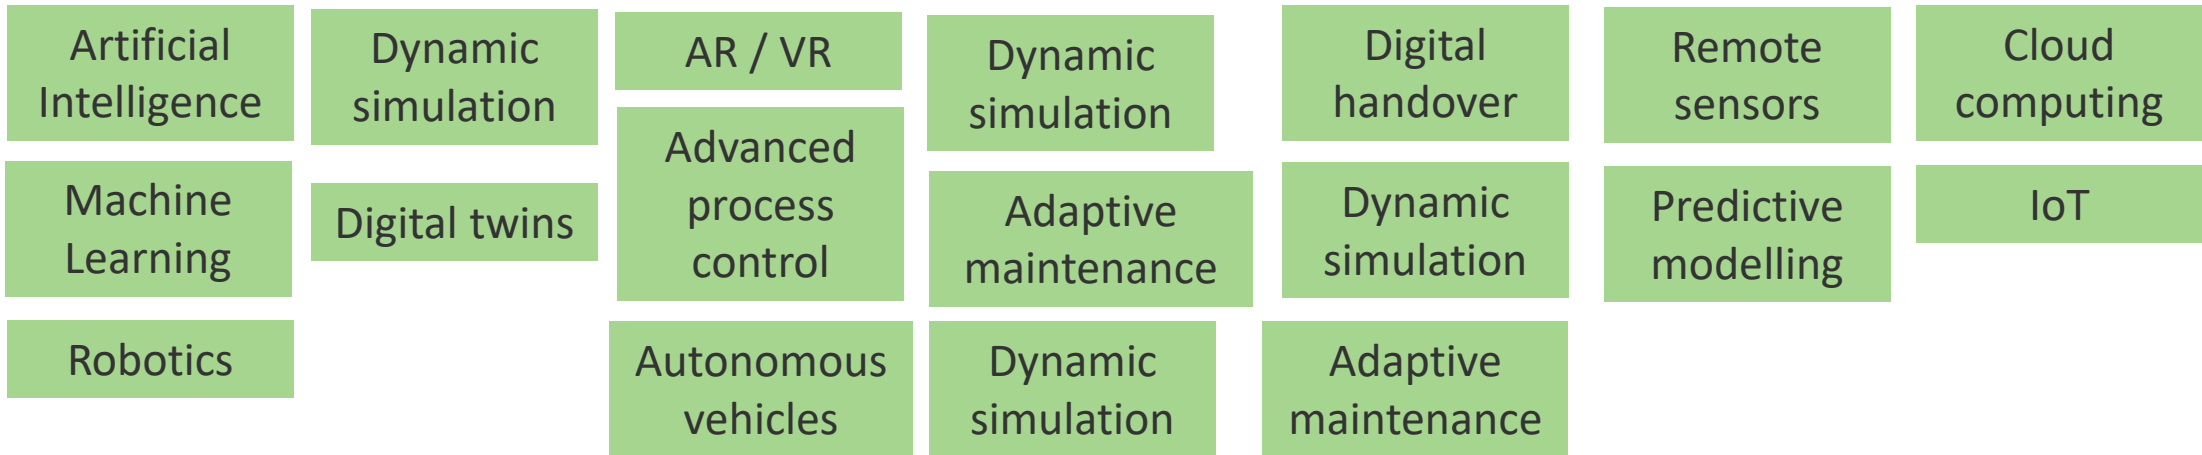 Artificial
Intelligence
Machine
Learning
Robotics
Dynamic
simulation
Digital twins
AR / VR
Advanced
process
control
Autonomous
vehicles
Dynamic
simulation
Adaptive
maintenance
Dynamic
simulation
Digital
handover
Dynamic
simulation
Adaptive
maintenance
Remote
sensors
Predictive
modelling
Cloud
computing
IoT